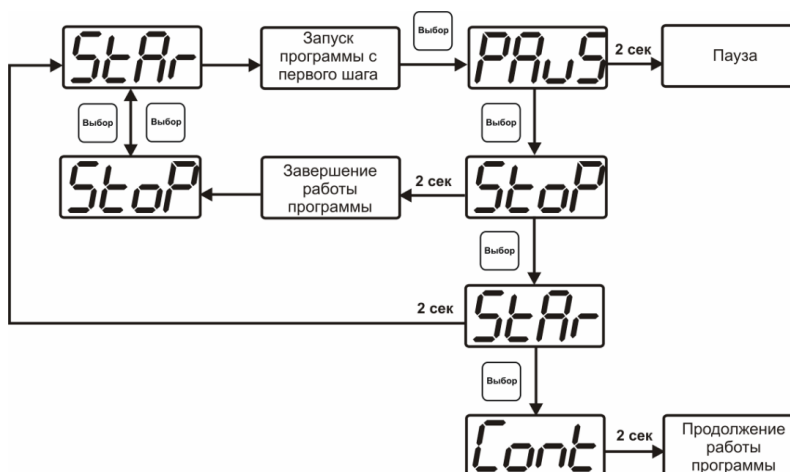 StAr
Запуск
программы с
первого шага
Выбор
PAuS
2 сек
Пауза
Выбор
Выбор
Выбор
StoP
Завершение
работы
программы
2 сек
StoP
Выбор
2 сек
StAr
Выбор
Cont
2 сек
Продолжение
работы
программы